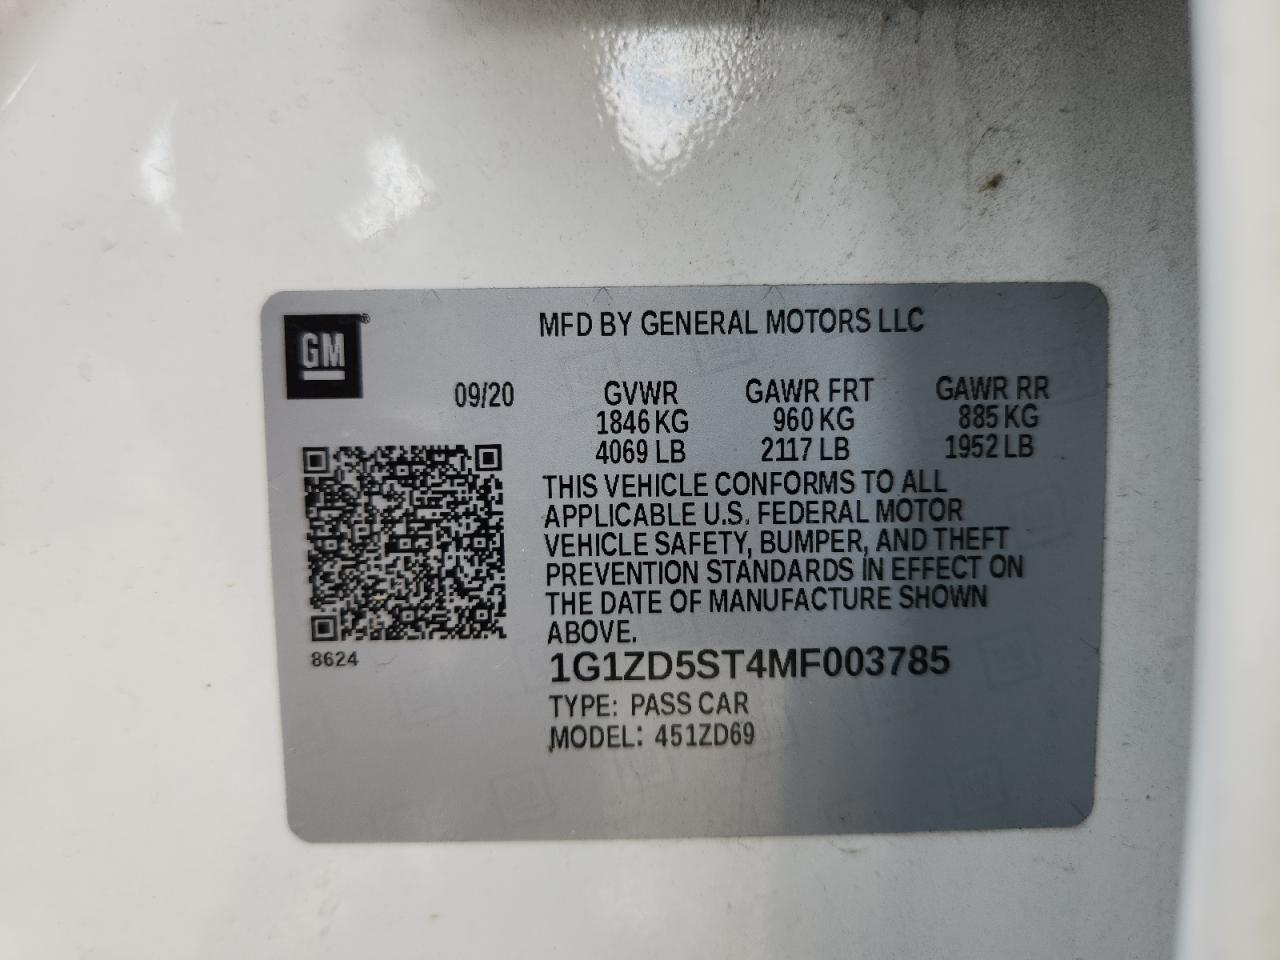 GM®
MFD BY GENERAL MOTORS LLC
09/20 GVWR GAWR FRT GAWR RR
1846 KG 960 KG 885 KG
4069 LB 2117 LB 1952 LB
THIS VEHICLE CONFORMS TO ALL
APPLICABLE U.S. FEDERAL MOTOR
VEHICLE SAFETY, BUMPER, AND THEFT
PREVENTION STANDARDS IN EFFECT ON
THE DATE OF MANUFACTURE SHOWN
ABOVE.
8624
1G1ZD5ST4MF003785
TYPE: PASS CAR
MODEL: 451ZD69